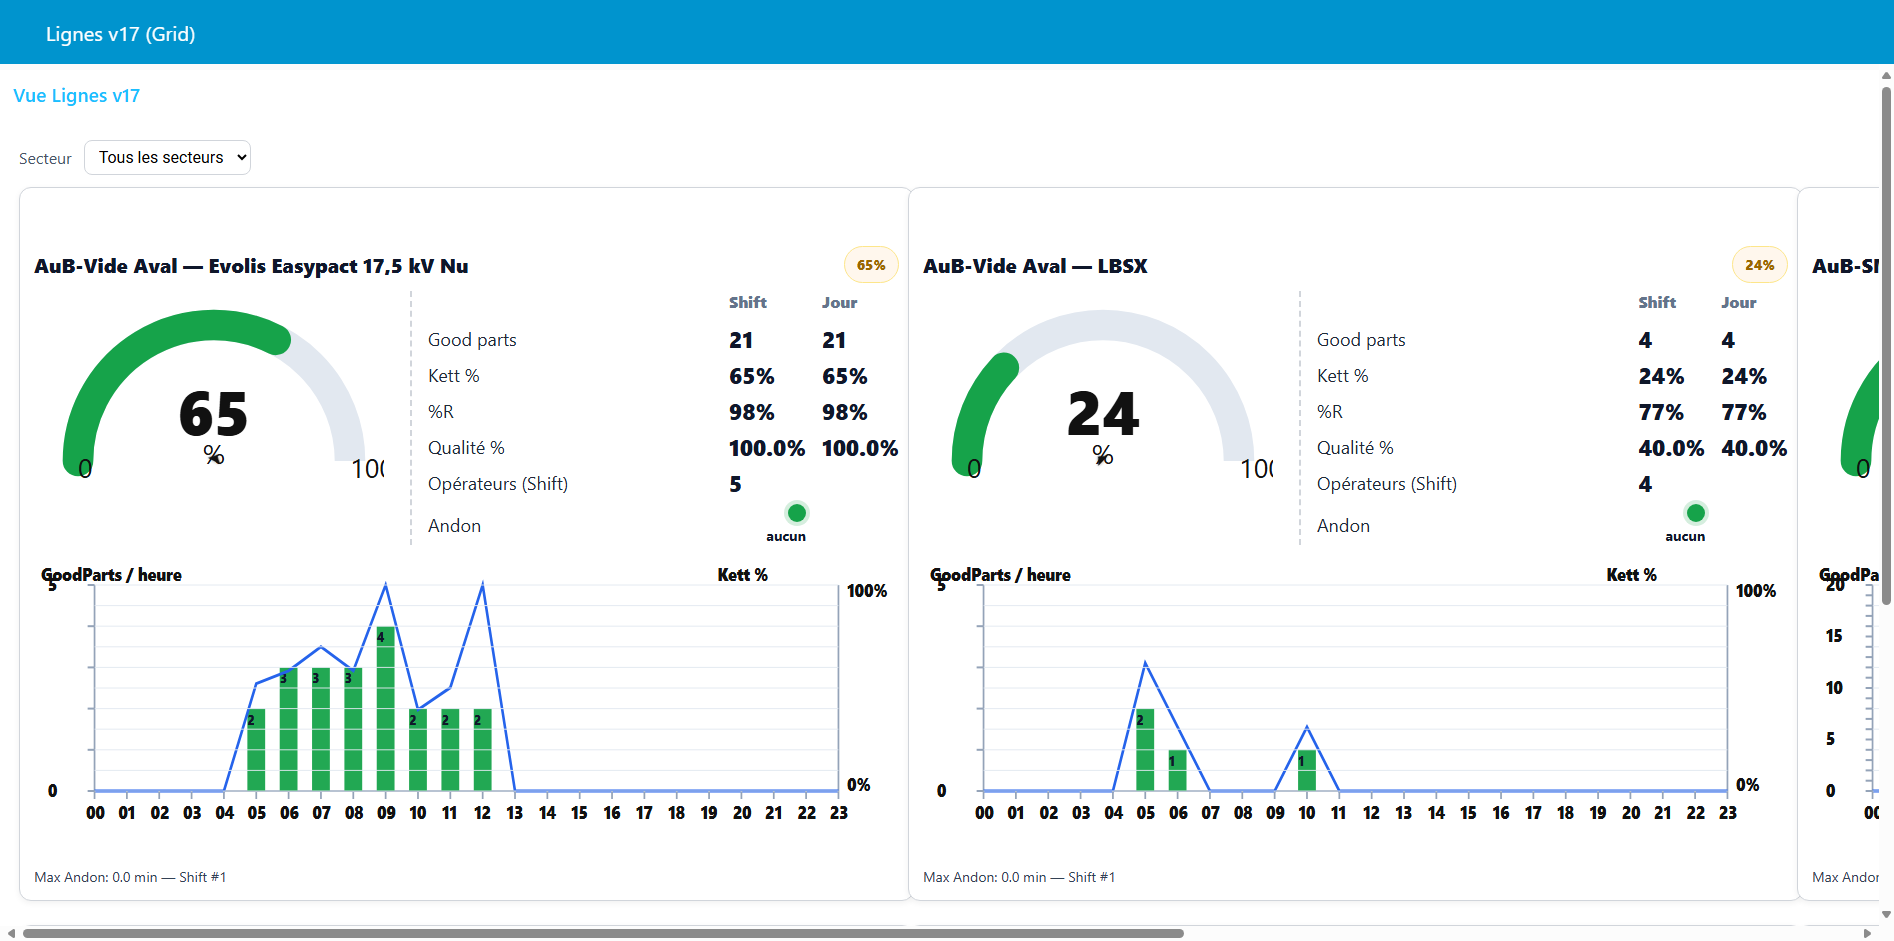 Lignes v17 (Grid)
Vue Lignes v17
Secteur Tous les secteurs
AuB-Vide Aval — Evolis Easypact 17,5 kV Nu 65%
Shift Jour
Good parts 21 21
Kett % 65% 65%
%R 98% 98%
Qualité % 100.0% 100.0%
Opérateurs (Shift) 5
Andon
aucun
65
%
0 100
GoodParts / heure Kett %
5 100%
4
3 3 3
2 2 2 2
0 0%
00 01 02 03 04 05 06 07 08 09 10 11 12 13 14 15 16 17 18 19 20 21 22 23
Max Andon: 0.0 min — Shift #1
AuB-Vide Aval — LBSX 24%
Shift Jour
Good parts 4 4
Kett % 24% 24%
%R 77% 77%
Qualité % 40.0% 40.0%
Opérateurs (Shift) 4
Andon
aucun
24
%
0 100
GoodParts / heure Kett %
5 100%
2
1 1
0 0%
00 01 02 03 04 05 06 07 08 09 10 11 12 13 14 15 16 17 18 19 20 21 22 23
Max Andon: 0.0 min — Shift #1
AuB-S
0
GoodPa
20
15
10
5
0
00
Max Andor